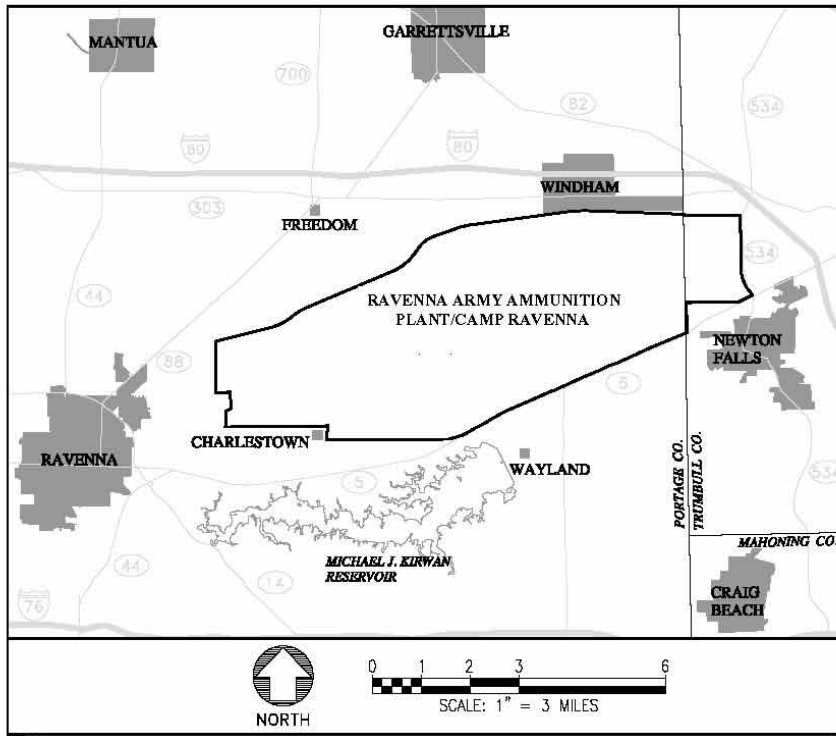 MANTUA
GARRETTSVILLE
700
82
534
80
80
WINDHAM
303
FREEDOM
534
44
RAVENNA ARMY AMMUNITION
PLANT/CAMP RAVENNA
NEWTON
FALLS
88
5
CHARLESTOWN
RAVENNA
WAYLAND
5
PORTAGE CO.
TRUMBULL CO.
534
MAHONING CO.
44
14
MICHAEL J. KIRWAN
RESERVOIR
76
CRAIG
BEACH
NORTH
0 1 2 3 6
SCALE: 1" = 3 MILES